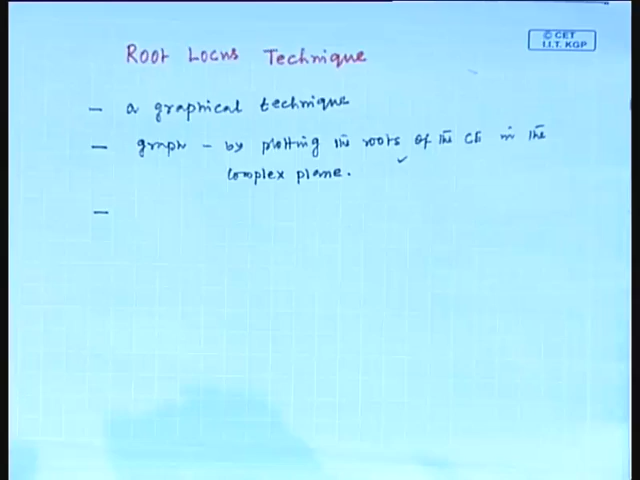 © CET
I.I.T. KGP
Root Locus Technique
- a graphical technique
- graph - by plotting the roots of the CE in the
complex plane.
-